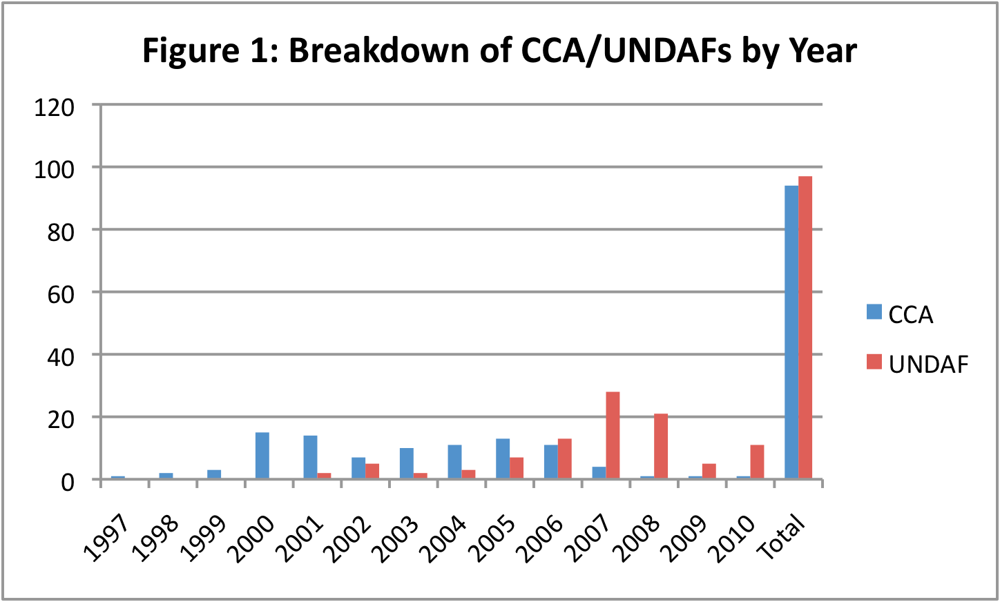 Figure 1: Breakdown of CCA/UNDAFs by Year
120
100
80
60
40
20
0
CCA
UNDAF
1997 1998 1999 2000 2001 2002 2003 2004 2005 2006 2007 2008 2009 2010 Total